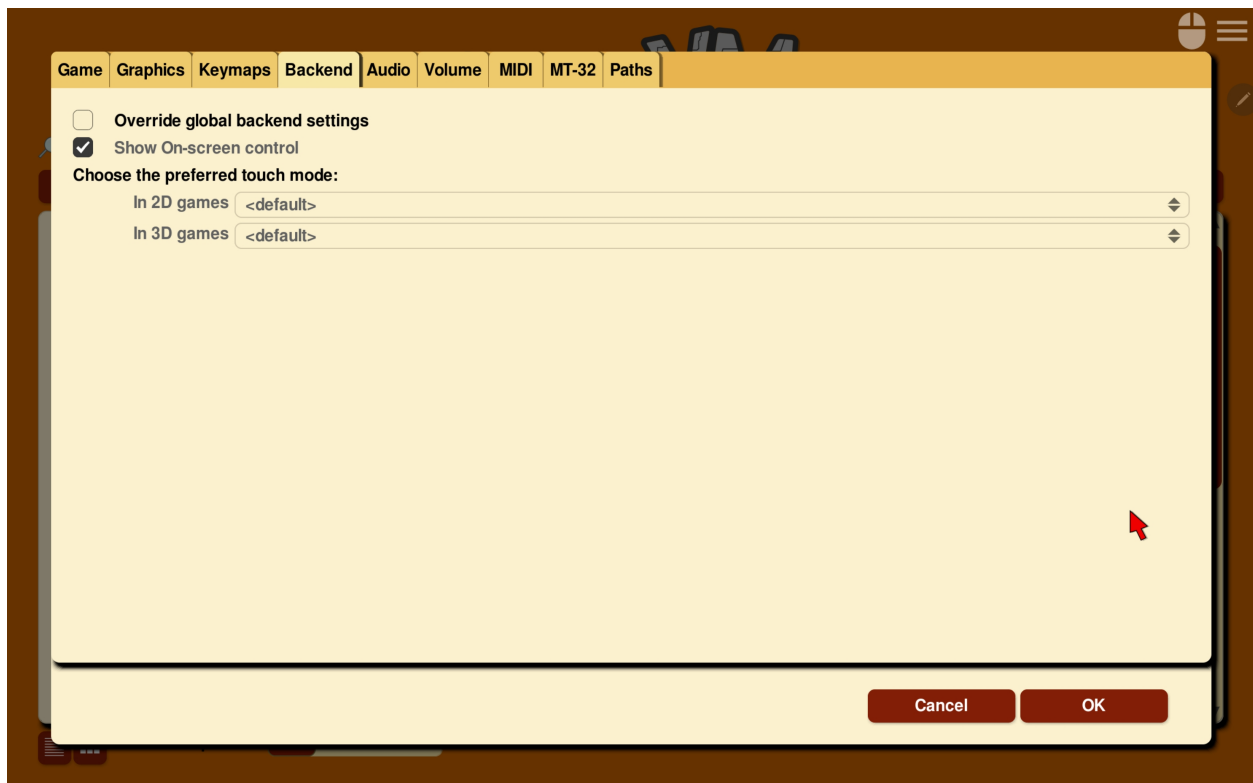 Game Graphics Keymaps Backend Audio Volume MIDI MT-32 Paths
Override global backend settings
Show On-screen control
Choose the preferred touch mode:
In 2D games <default>
In 3D games <default>
Cancel OK